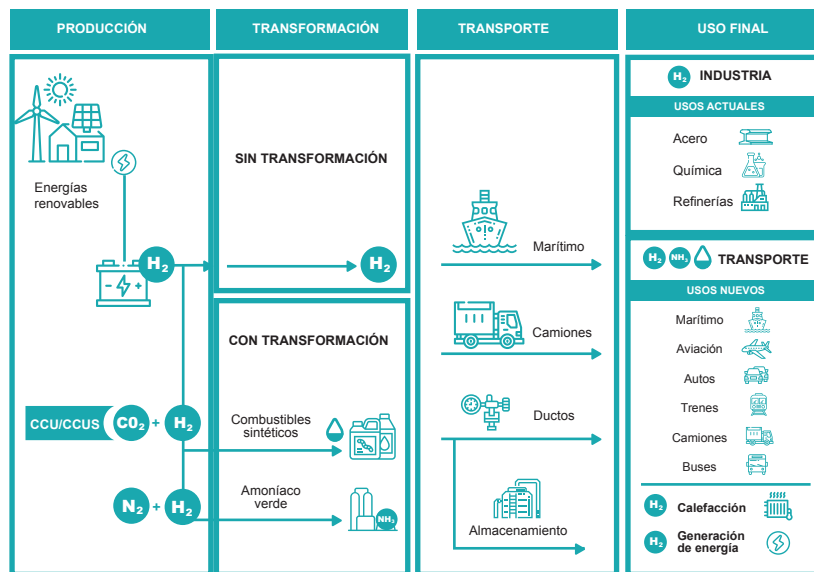 PRODUCCIÓN
TRANSFORMACIÓN
TRANSPORTE
USO FINAL
Energías
renovables
H₂
- +
CCU/CCUS
C0₂ + H₂
N₂ + H₂
SIN TRANSFORMACIÓN
H₂
CON TRANSFORMACIÓN
Combustibles
sintéticos
Amoníaco
verde
NH₃
Marítimo
Camiones
Ductos
Almacenamiento
H₂ INDUSTRIA
USOS ACTUALES
Acero
Química
Refinerías
H₂ NH₃ TRANSPORTE
USOS NUEVOS
Marítimo
Aviación
Autos
Trenes
Camiones
Buses
H₂ Calefacción
H₂ Generación
de energía